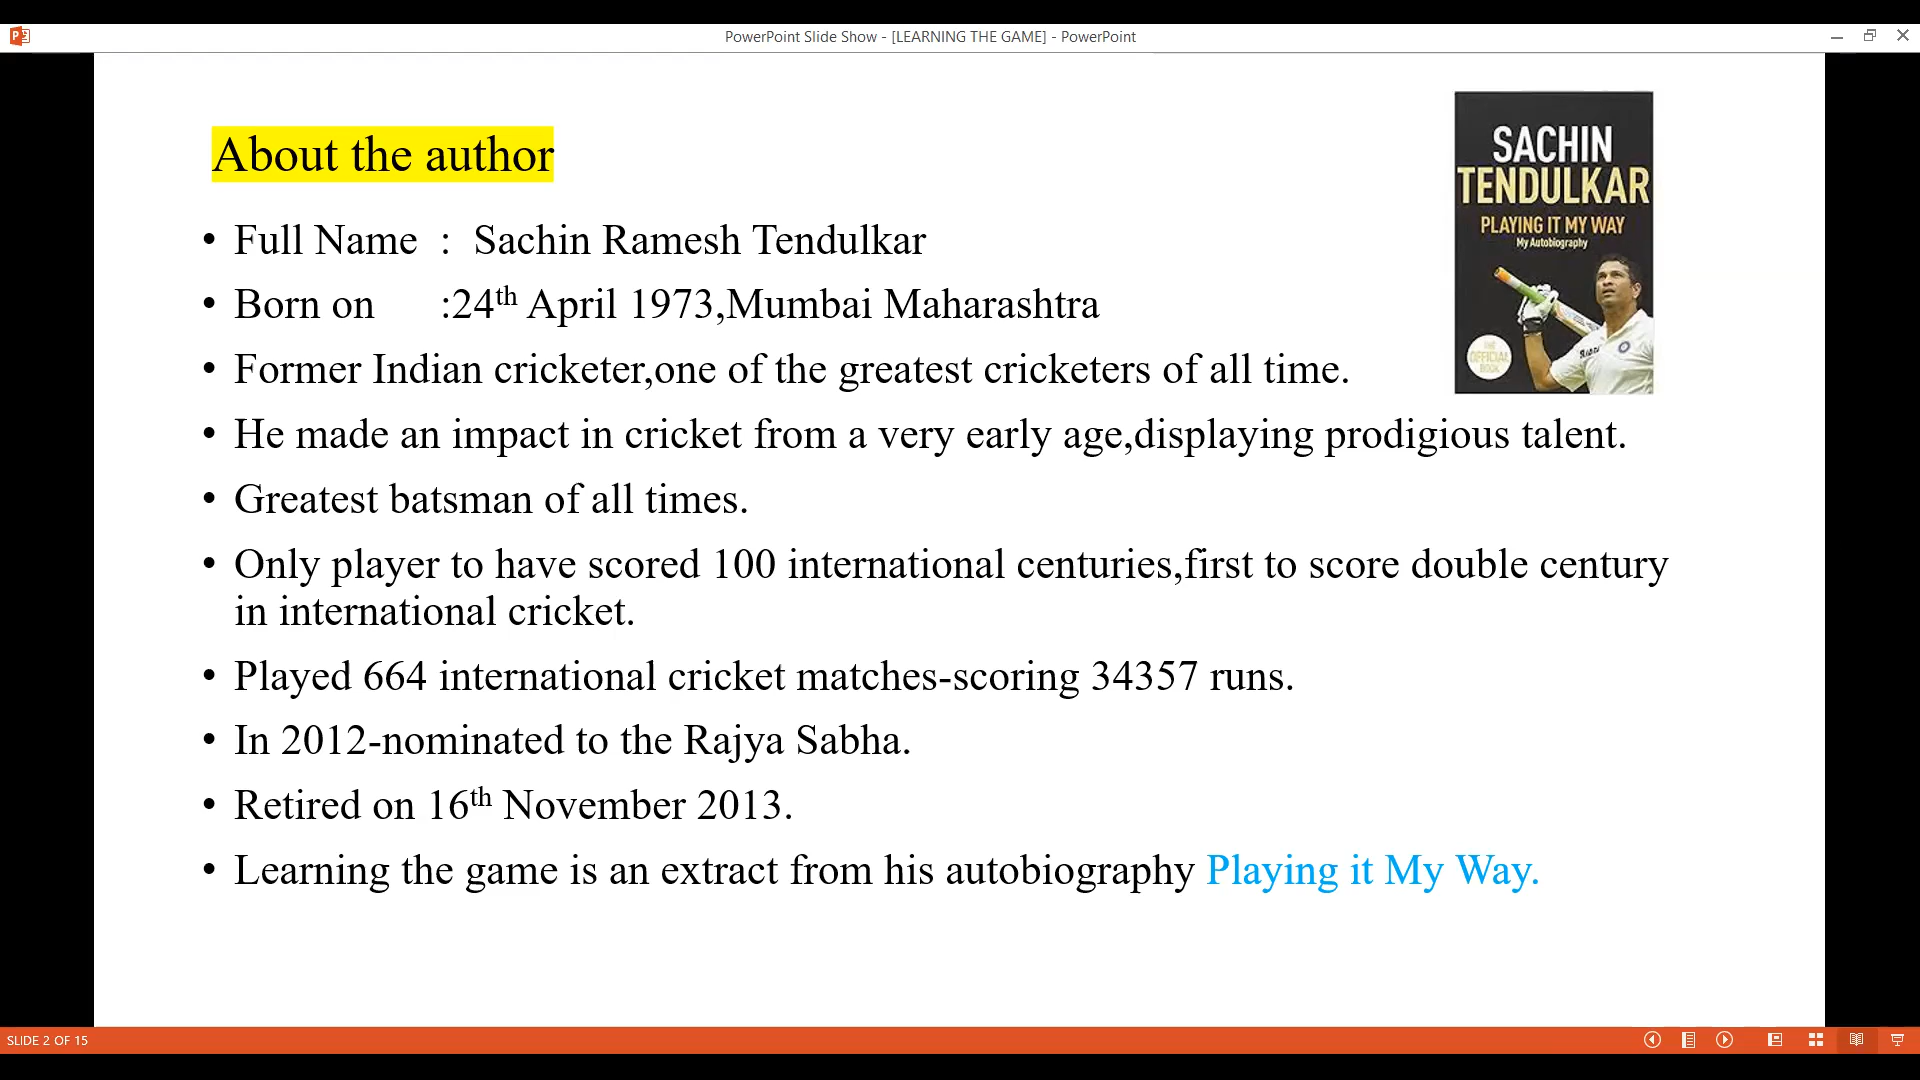 PowerPoint Slide Show - [LEARNING THE GAME] - PowerPoint
About the author
• Full Name : Sachin Ramesh Tendulkar
• Born on :24th April 1973,Mumbai Maharashtra
• Former Indian cricketer,one of the greatest cricketers of all time.
• He made an impact in cricket from a very early age,displaying prodigious talent.
• Greatest batsman of all times.
• Only player to have scored 100 international centuries,first to score double century
in international cricket.
• Played 664 international cricket matches-scoring 34357 runs.
• In 2012-nominated to the Rajya Sabha.
• Retired on 16th November 2013.
• Learning the game is an extract from his autobiography Playing it My Way.
SACHIN
TENDULKAR
PLAYING IT MY WAY
My Autobiography
THE
OFFICIAL
BOOK
SLIDE 2 OF 15